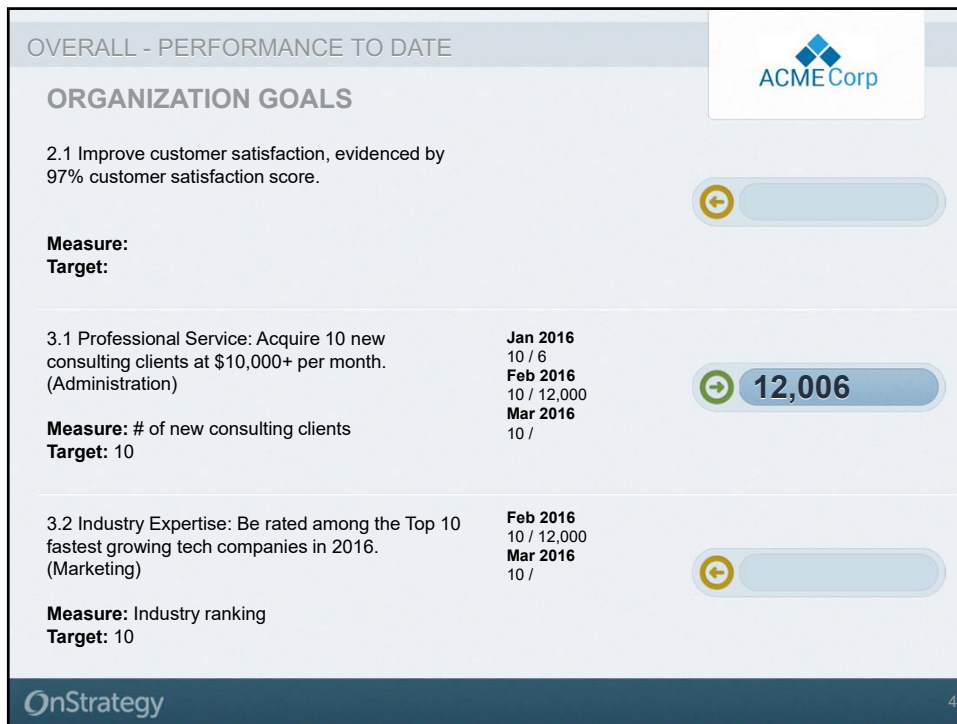 OVERALL - PERFORMANCE TO DATE
ACMECorp
ORGANIZATION GOALS
2.1 Improve customer satisfaction, evidenced by
97% customer satisfaction score.
Measure:
Target:
3.1 Professional Service: Acquire 10 new
consulting clients at $10,000+ per month.
(Administration)
Measure: # of new consulting clients
Target: 10
Jan 2016
10 / 6
Feb 2016
10 / 12,000
Mar 2016
10 /
12,006
3.2 Industry Expertise: Be rated among the Top 10
fastest growing tech companies in 2016.
(Marketing)
Measure: Industry ranking
Target: 10
Feb 2016
10 / 12,000
Mar 2016
10 /
OnStrategy
4